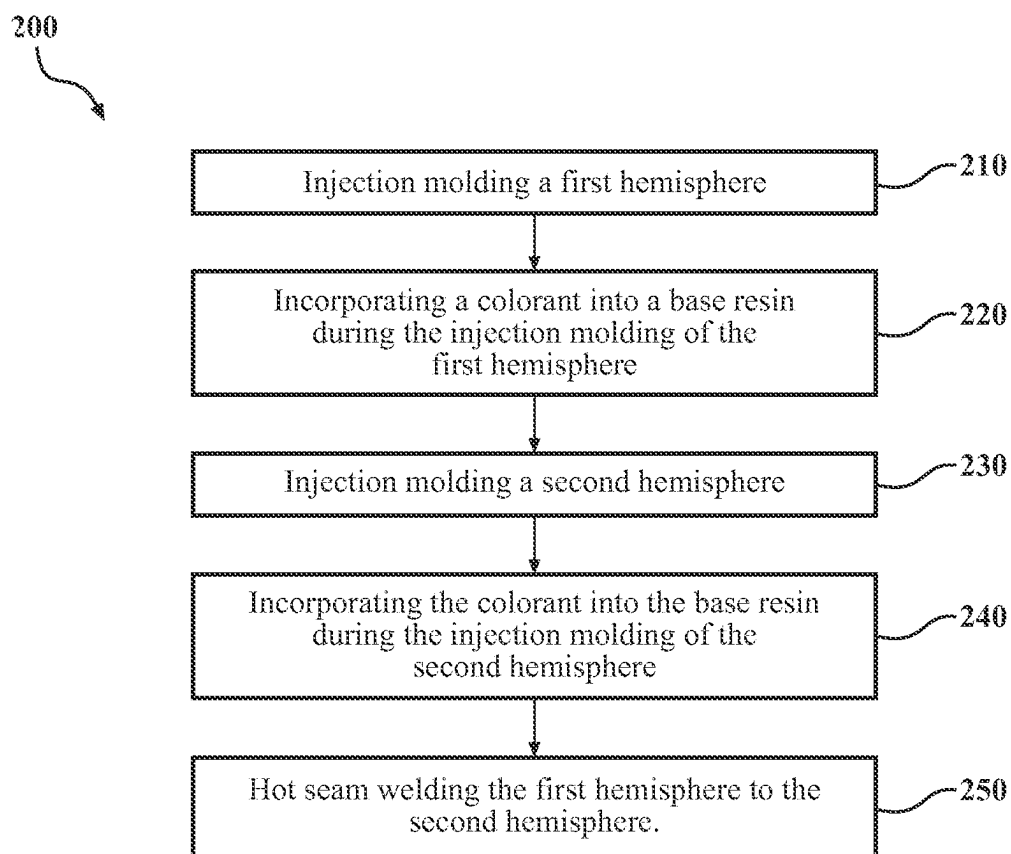 200
Injection molding a first hemisphere
210
Incorporating a colorant into a base resin
during the injection molding of the
first hemisphere
220
Injection molding a second hemisphere
230
Incorporating the colorant into the base resin
during the injection molding of the
second hemisphere
240
Hot seam welding the first hemisphere to the
second hemisphere.
250